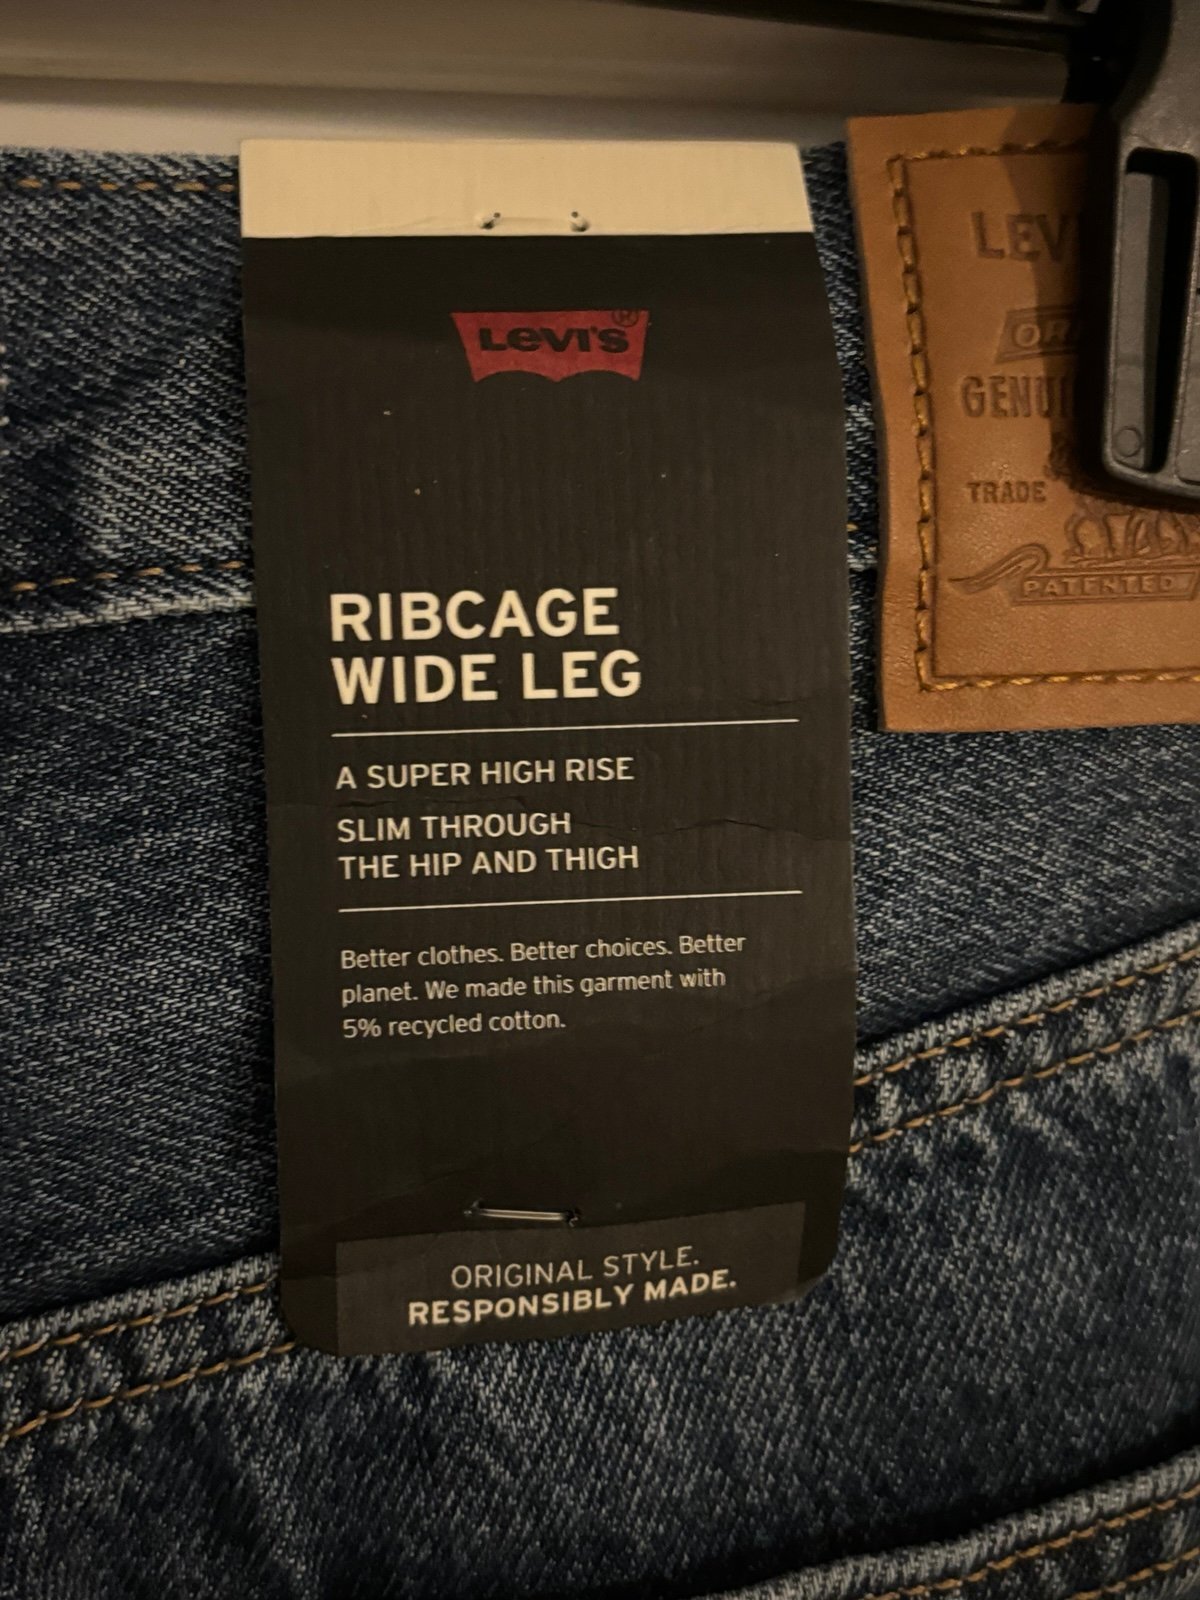 LEVI'S®
RIBCAGE
WIDE LEG
A SUPER HIGH RISE
SLIM THROUGH
THE HIP AND THIGH
Better clothes. Better choices. Better
planet. We made this garment with
5% recycled cotton.
ORIGINAL STYLE.
RESPONSIBLY MADE.
TRADE
PATENTED